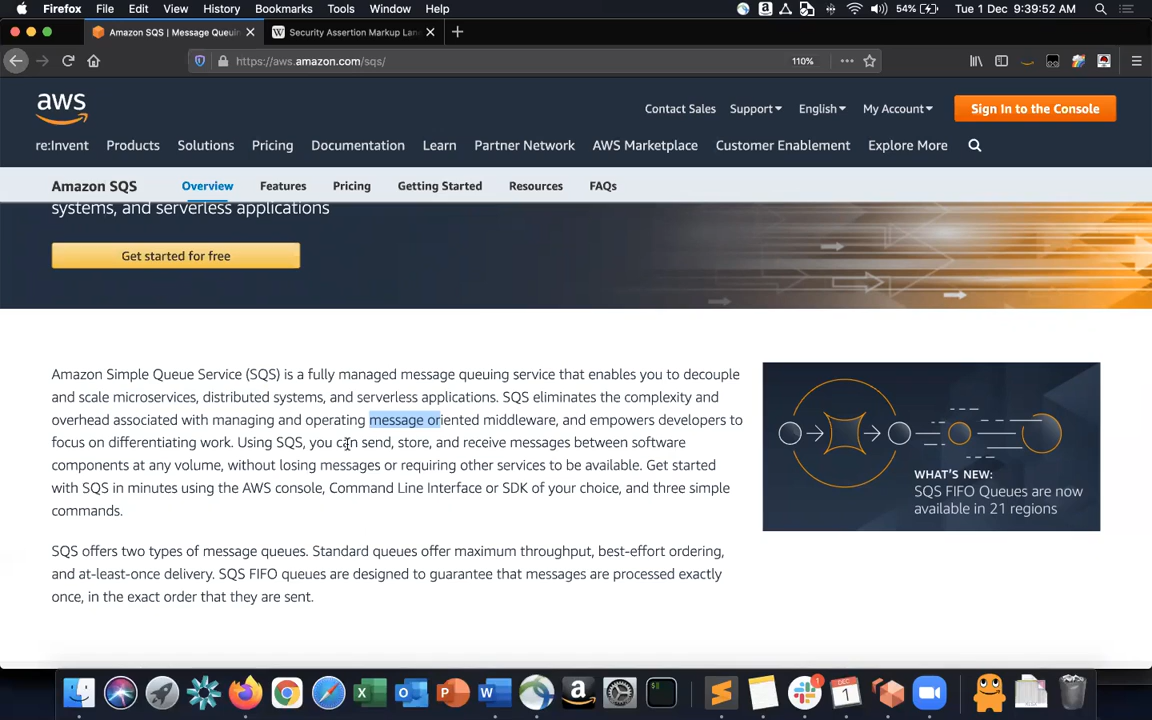 Firefox File Edit View History Bookmarks Tools Window Help 54% Tue 1 Dec 9:39:52 AM
Amazon SQS | Message Queuin Security Assertion Markup Lan
https://aws.amazon.com/sqs/ 110%
aws
Contact Sales Support English My Account Sign In to the Console
re:Invent Products Solutions Pricing Documentation Learn Partner Network AWS Marketplace Customer Enablement Explore More
Amazon SQS Overview Features Pricing Getting Started Resources FAQs
systems, and serverless applications
Get started for free
Amazon Simple Queue Service (SQS) is a fully managed message queuing service that enables you to decouple
and scale microservices, distributed systems, and serverless applications. SQS eliminates the complexity and
overhead associated with managing and operating message oriented middleware, and empowers developers to
focus on differentiating work. Using SQS, you can send, store, and receive messages between software
components at any volume, without losing messages or requiring other services to be available. Get started
with SQS in minutes using the AWS console, Command Line Interface or SDK of your choice, and three simple
commands.
SQS offers two types of message queues. Standard queues offer maximum throughput, best-effort ordering,
and at-least-once delivery. SQS FIFO queues are designed to guarantee that messages are processed exactly
once, in the exact order that they are sent.
WHAT'S NEW:
SQS FIFO Queues are now
available in 21 regions
DEC
1
1